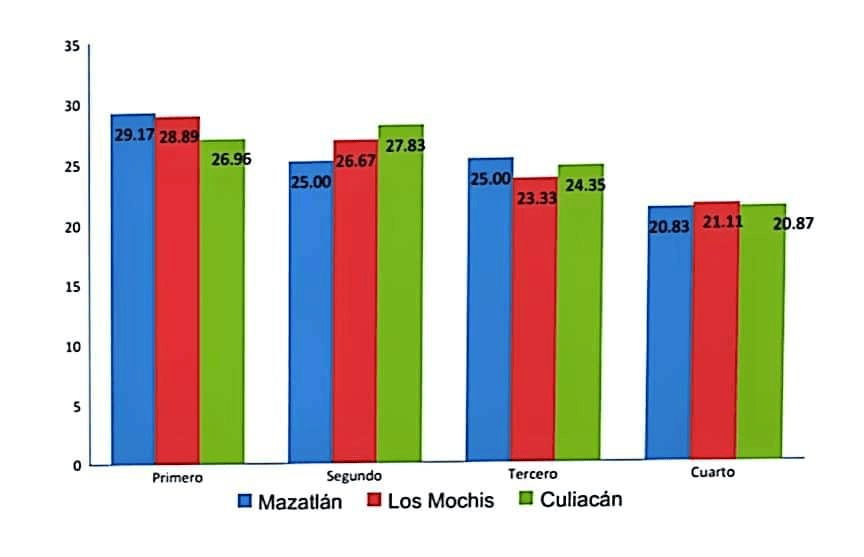 35
30
25
20
15
10
5
0
29.17 28.89 26.96
25.00 26.67 27.83
25.00 23.33 24.35
20.83 21.11 20.87
Primero Segundo Tercero Cuarto
Mazatlán Los Mochis Culiacán